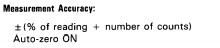 Measurement Accuracy:
±(% of reading + number of counts)
Auto-zero ON